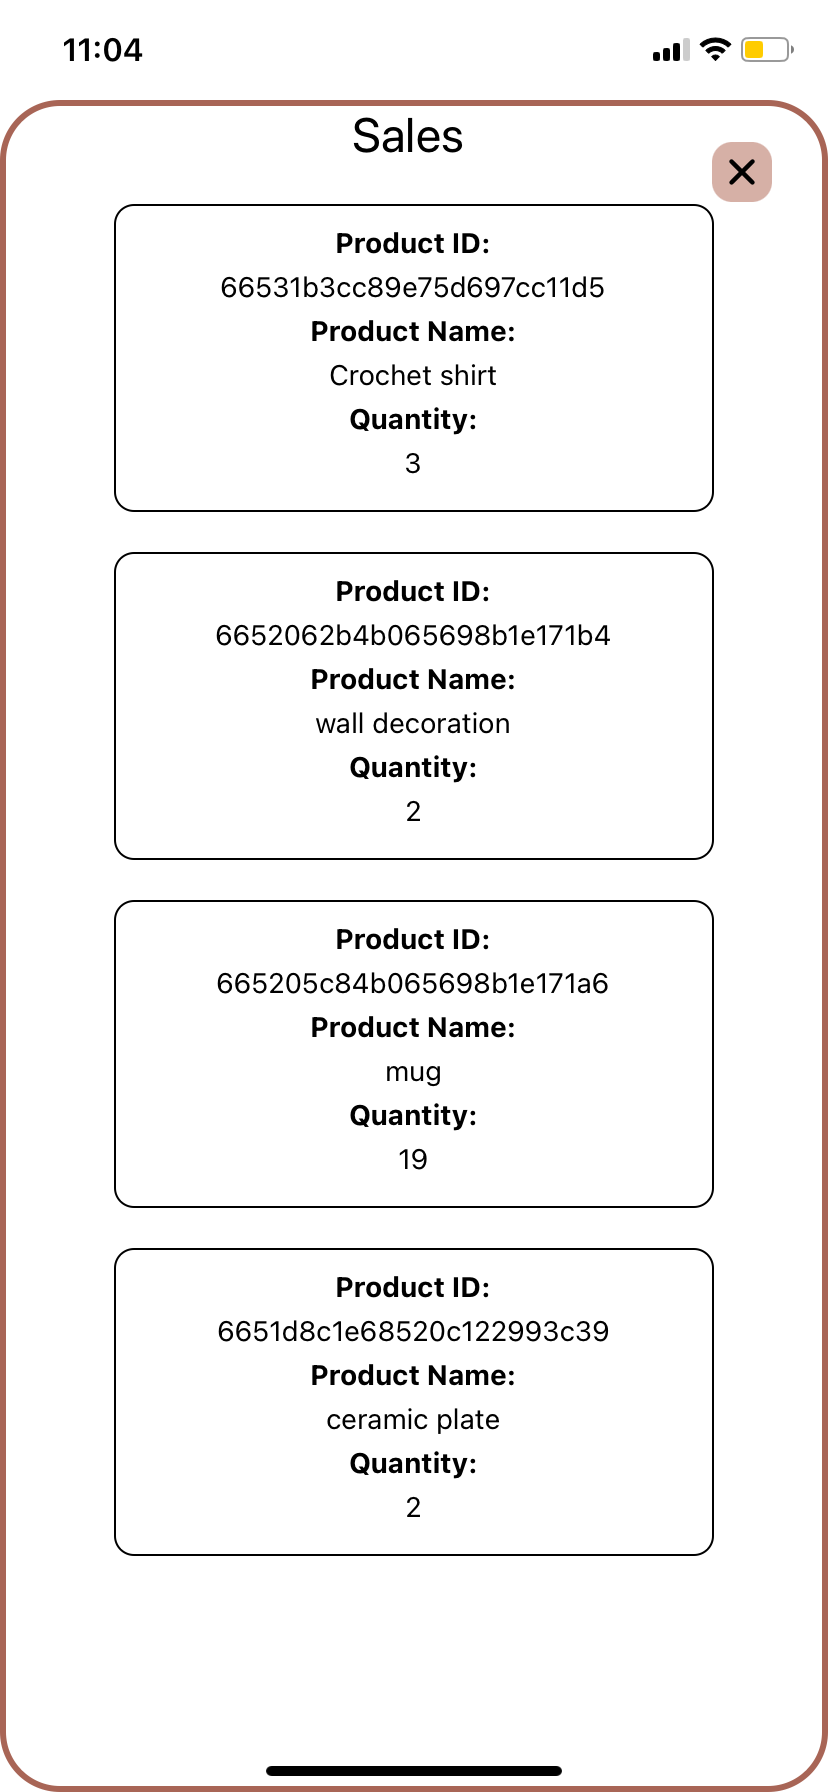 11:04
Sales
Product ID:
66531b3cc89e75d697cc11d5
Product Name:
Crochet shirt
Quantity:
3
Product ID:
6652062b4b065698b1e171b4
Product Name:
wall decoration
Quantity:
2
Product ID:
665205c84b065698b1e171a6
Product Name:
mug
Quantity:
19
Product ID:
6651d8c1e68520c122993c39
Product Name:
ceramic plate
Quantity:
2